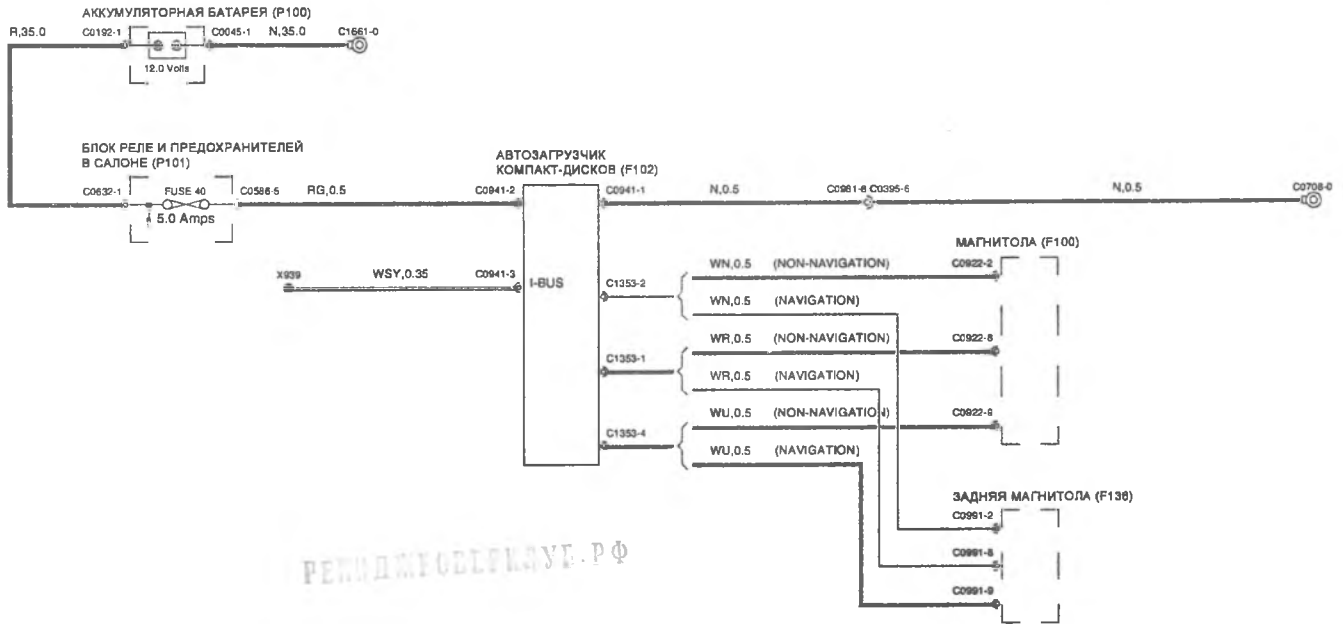 АККУМУЛЯТОРНАЯ БАТАРЕЯ (P100)
R,35.0 C0192-1 C0045-1 N,35.0 C1661-0
12.0 Volts
БЛОК РЕЛЕ И ПРЕДОХРАНИТЕЛЕЙ
В САЛОНЕ (P101)
АВТОЗАГРУЗЧИК
КОМПАКТ-ДИСКОВ (F102)
C0632-1 FUSE 40 C0588-5 RG,0.5 C0941-2 C0941-1 N,0.5 C0981-6 C0395-6 N,0.5 C0708-0
5.0 Amps
МАГНИТОЛА (F100)
WN,0.5 (NON-NAVIGATION) C0922-2
X939 WSY,0.35 C0941-3 I-BUS C1353-2
WN,0.5 (NAVIGATION)
WR,0.5 (NON-NAVIGATION) C0922-8
C1353-1
WR,0.5 (NAVIGATION)
WU,0.5 (NON-NAVIGATION) C0922-9
C1353-4
WU,0.5 (NAVIGATION)
ЗАДНЯЯ МАГНИТОЛА (F136)
C0991-2
C0991-8
C0991-9